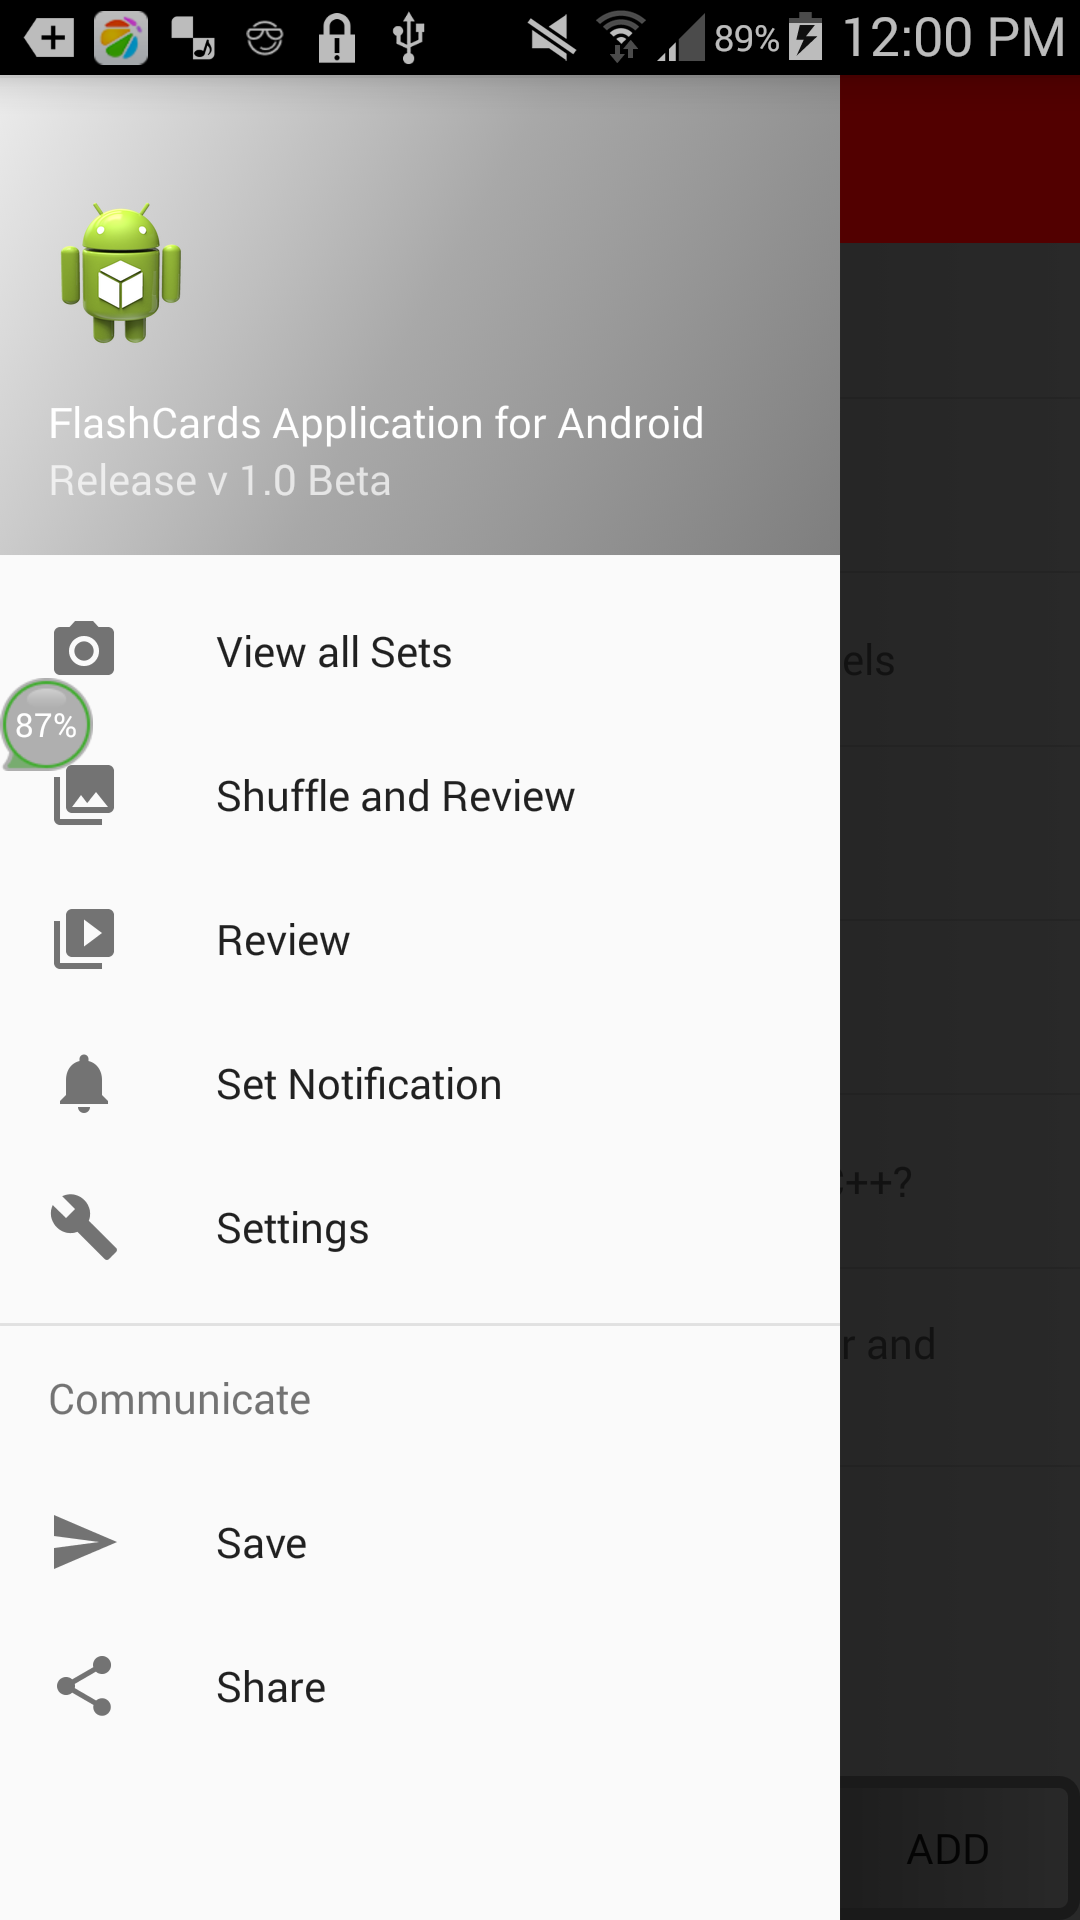 89% 12:00 PM
FlashCards Application for Android
Release v 1.0 Beta
View all Sets
els
87%
Shuffle and Review
Review
Set Notification
++?
Settings
r and
Communicate
Save
Share
ADD